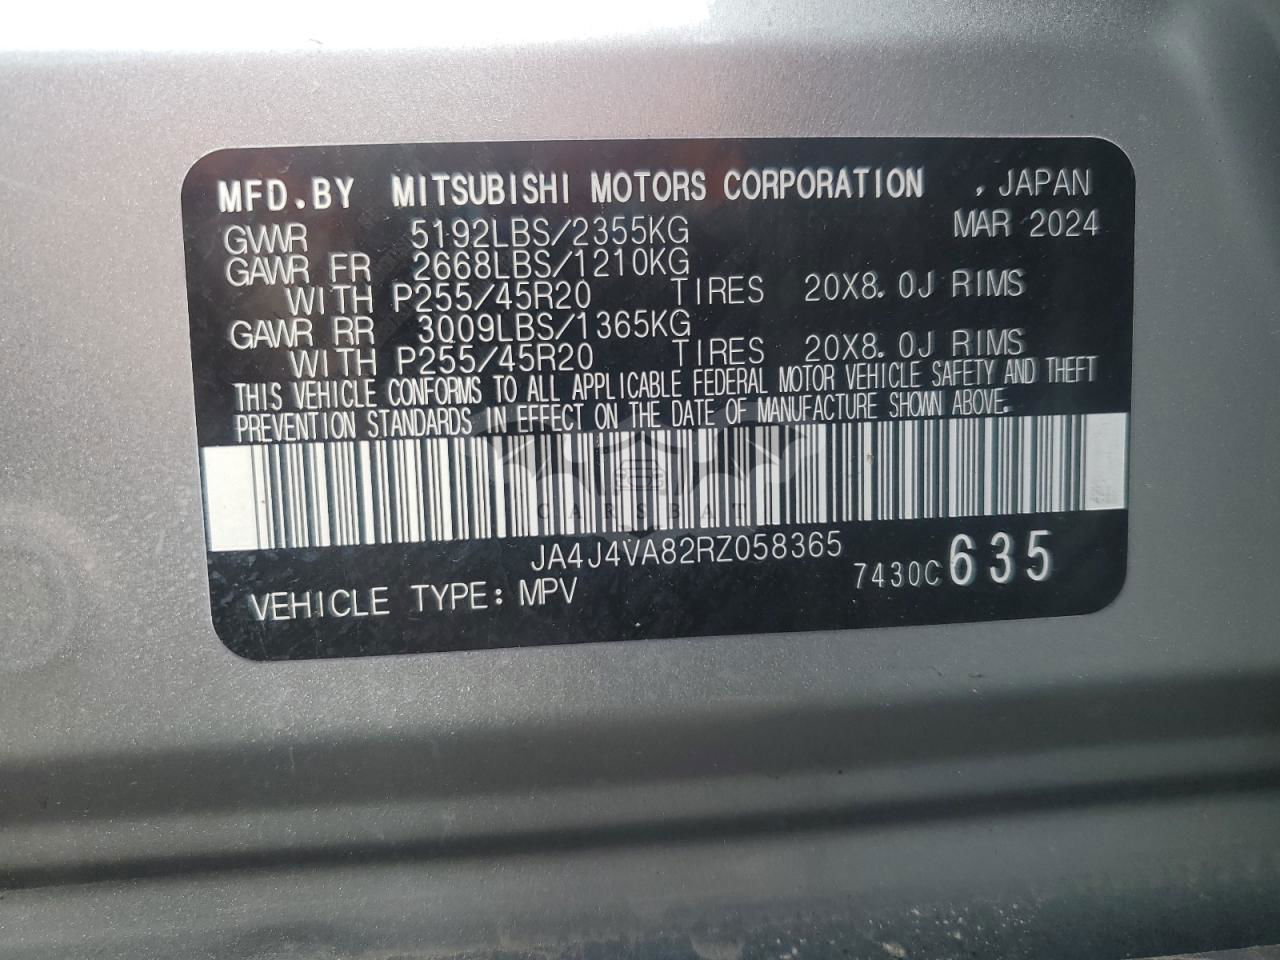 MFD.BY MITSUBISHI MOTORS CORPORATION , JAPAN
GVWR 5192LBS/2355KG MAR 2024
GAWR FR 2668LBS/1210KG
WITH P255/45R20 TIRES 20X8.0J RIMS
GAWR RR 3009LBS/1365KG
WITH P255/45R20 TIRES 20X8.0J RIMS
THIS VEHICLE CONFORMS TO ALL APPLICABLE FEDERAL MOTOR VEHICLE SAFETY AND THEFT
PREVENTION STANDARDS IN EFFECT ON THE DATE OF MANUFACTURE SHOWN ABOVE.
CARSBAT
JA4J4VA82RZ058365
7430C 635
VEHICLE TYPE: MPV